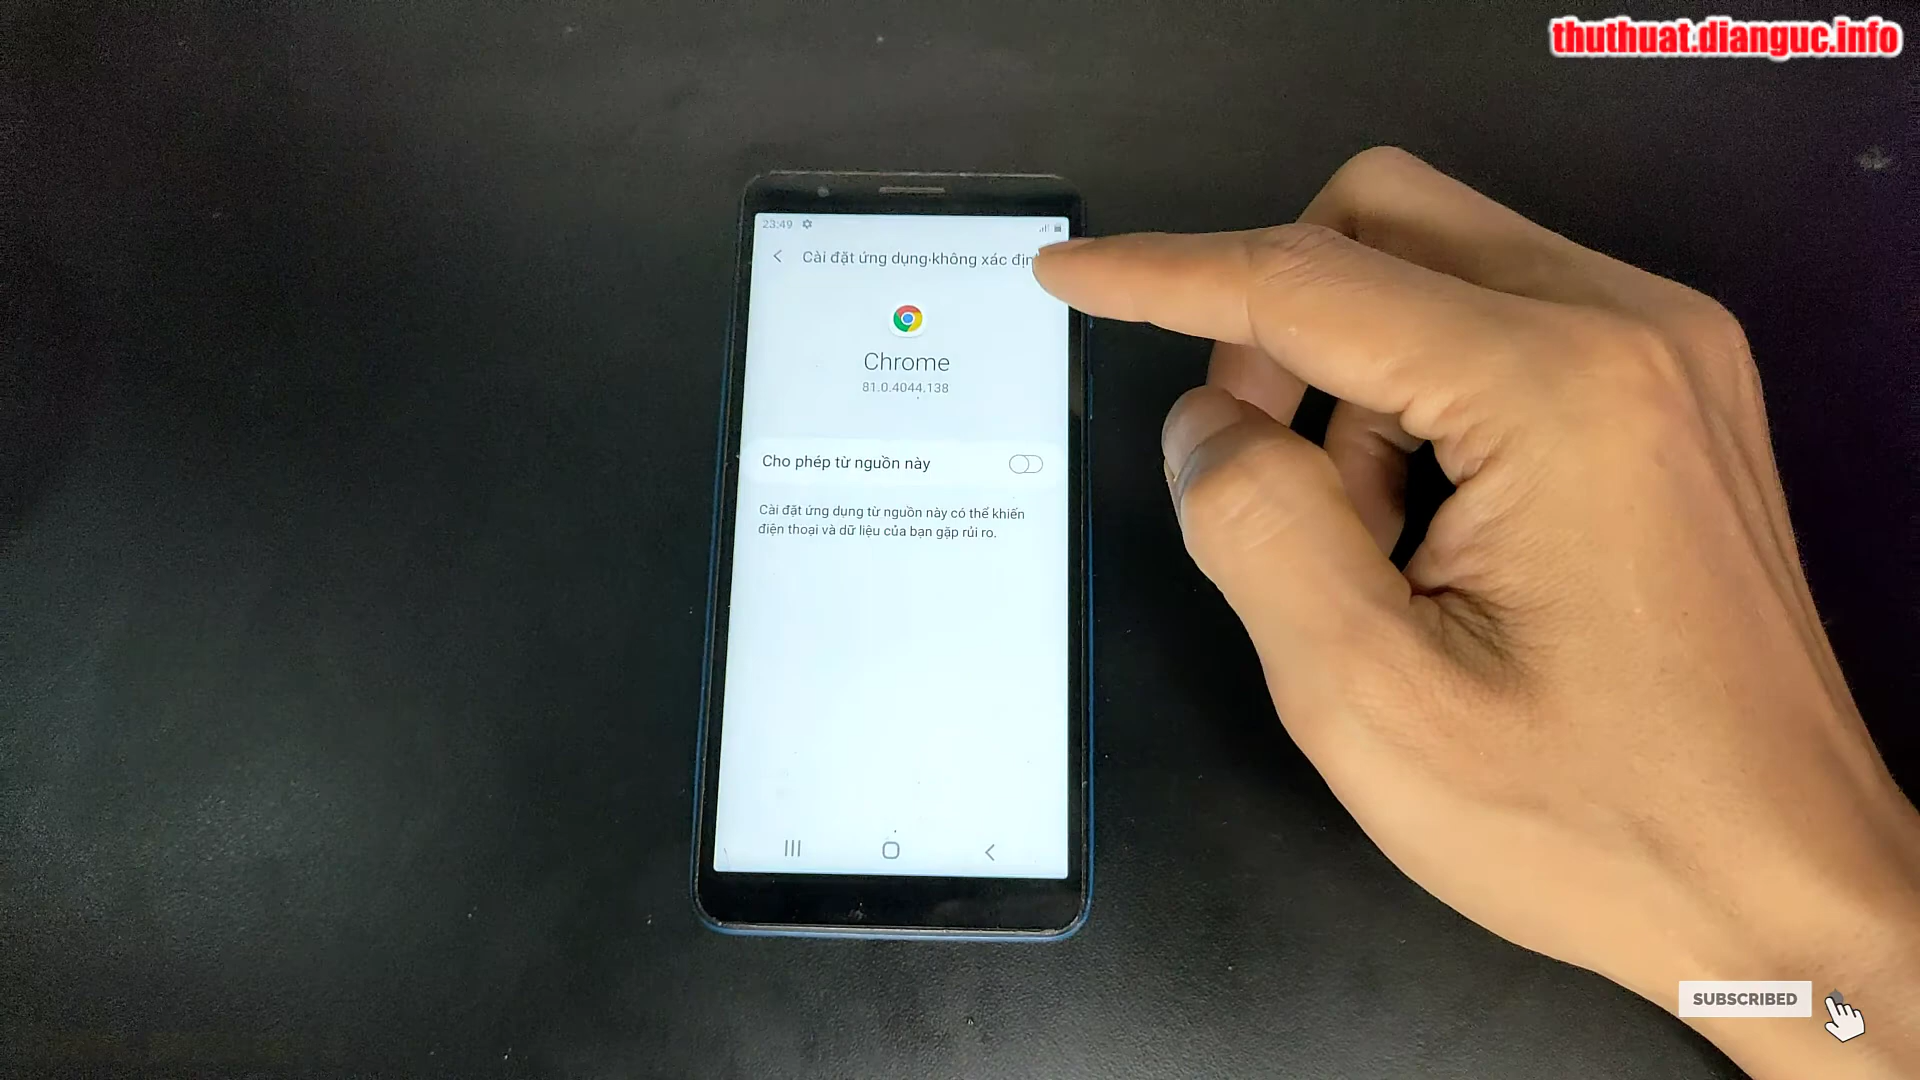 thuthuat.dianguc.info
23:49
Cài đặt ứng dụng không xác
Chrome
81.0.4044.138
Cho phép từ nguồn này
Cài đặt ứng dụng từ nguồn này có thể khiến
điện thoại và dữ liệu của bạn gặp rủi ro.
SUBSCRIBED